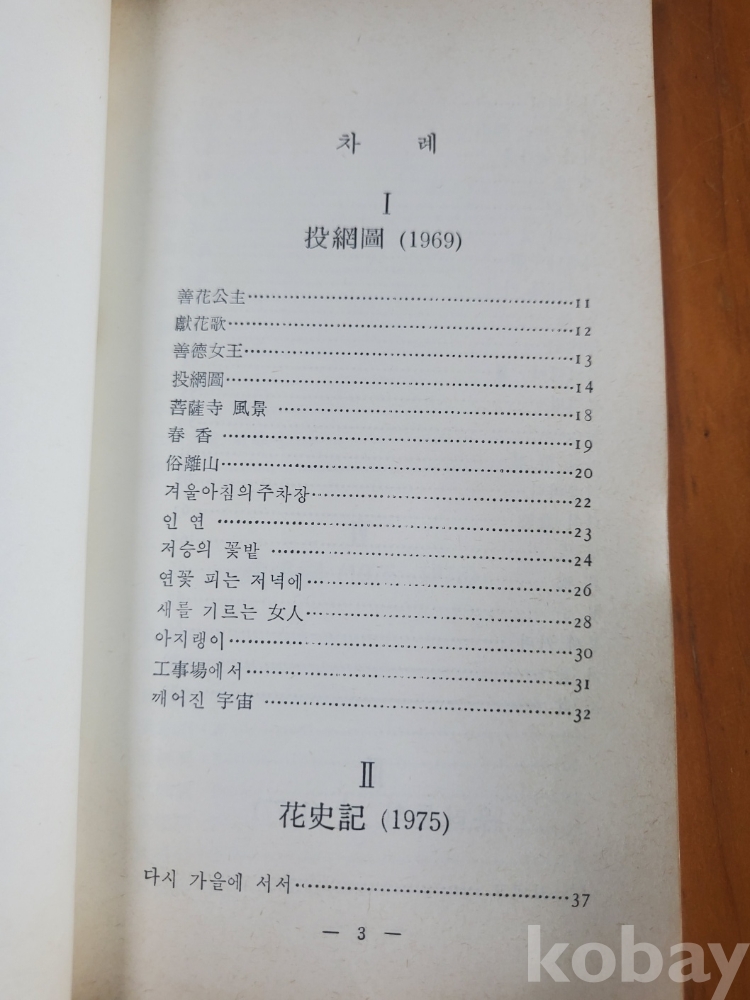 차 례
I
投網圖 (1969)
善花公主……11
獻花歌……12
善德女王……13
投網圖……14
菩薩寺 風景……18
春 香……19
俗離山……20
겨울아침의주차장……22
인 연……23
저승의 꽃밭……24
연꽃 피는 저녁에……26
새를 기르는 女人……28
아지랭이……30
工事場에서……31
깨어진 宇宙……32
II
花史記 (1975)
다시 가을에 서서……37
— 3 —
kobay